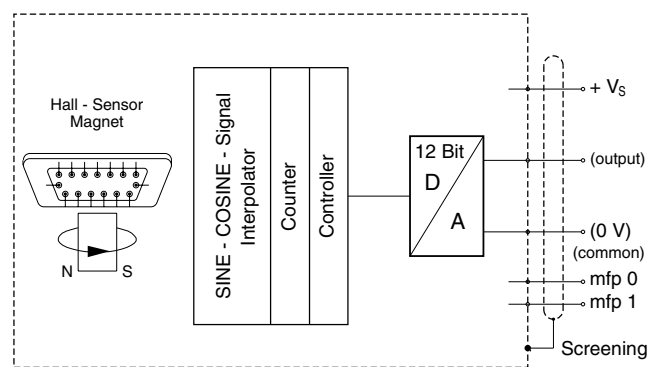 Hall - Sensor
Magnet
N
S
SINE - COSINE - Signal
Interpolator
Counter
Controller
12 Bit
D
A
+ VS
(output)
(0 V)
(common)
mfp 0
mfp 1
Screening